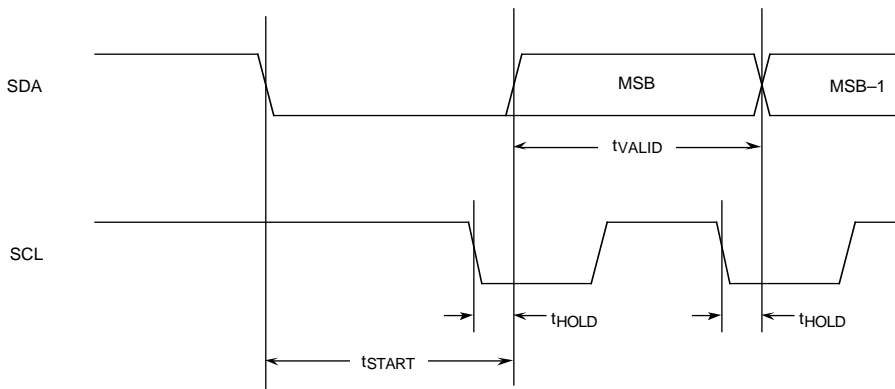 SDA
MSB
MSB–1
tVALID
SCL
tHOLD
tHOLD
tSTART